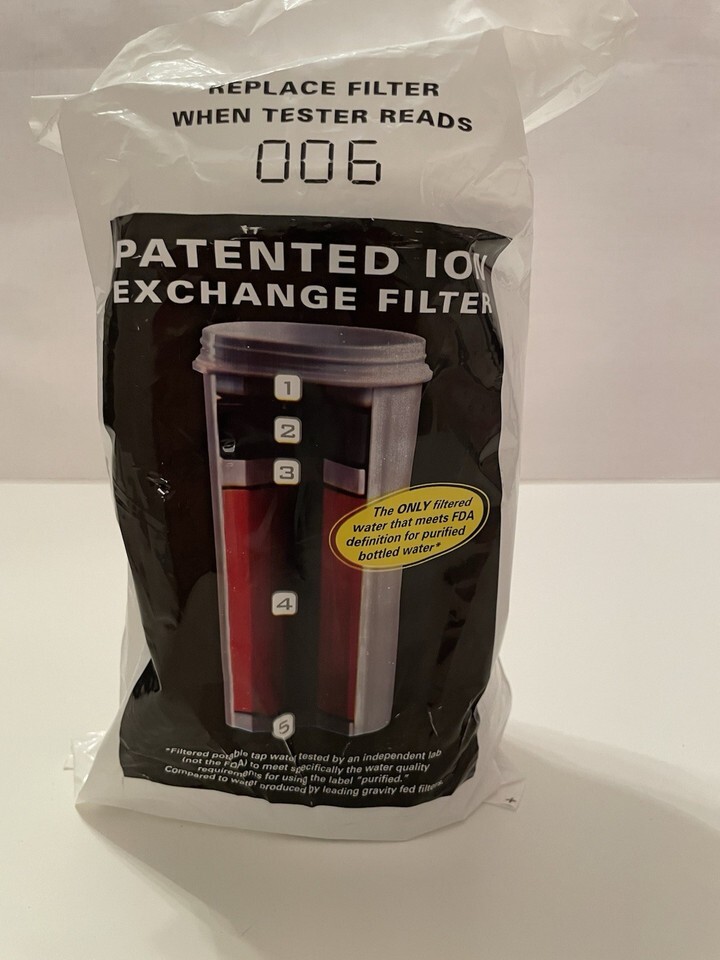 REPLACE FILTER
WHEN TESTER READS
006
PATENTED ION
EXCHANGE FILTER
1
2
3
The ONLY filtered
water that meets FDA
definition for purified
bottled water*
4
5
*Filtered potable tap water tested by an independent lab
(not the FDA) to meet specifically the water quality
requirements for using the label "purified."
Compared to water produced by leading gravity fed filters.